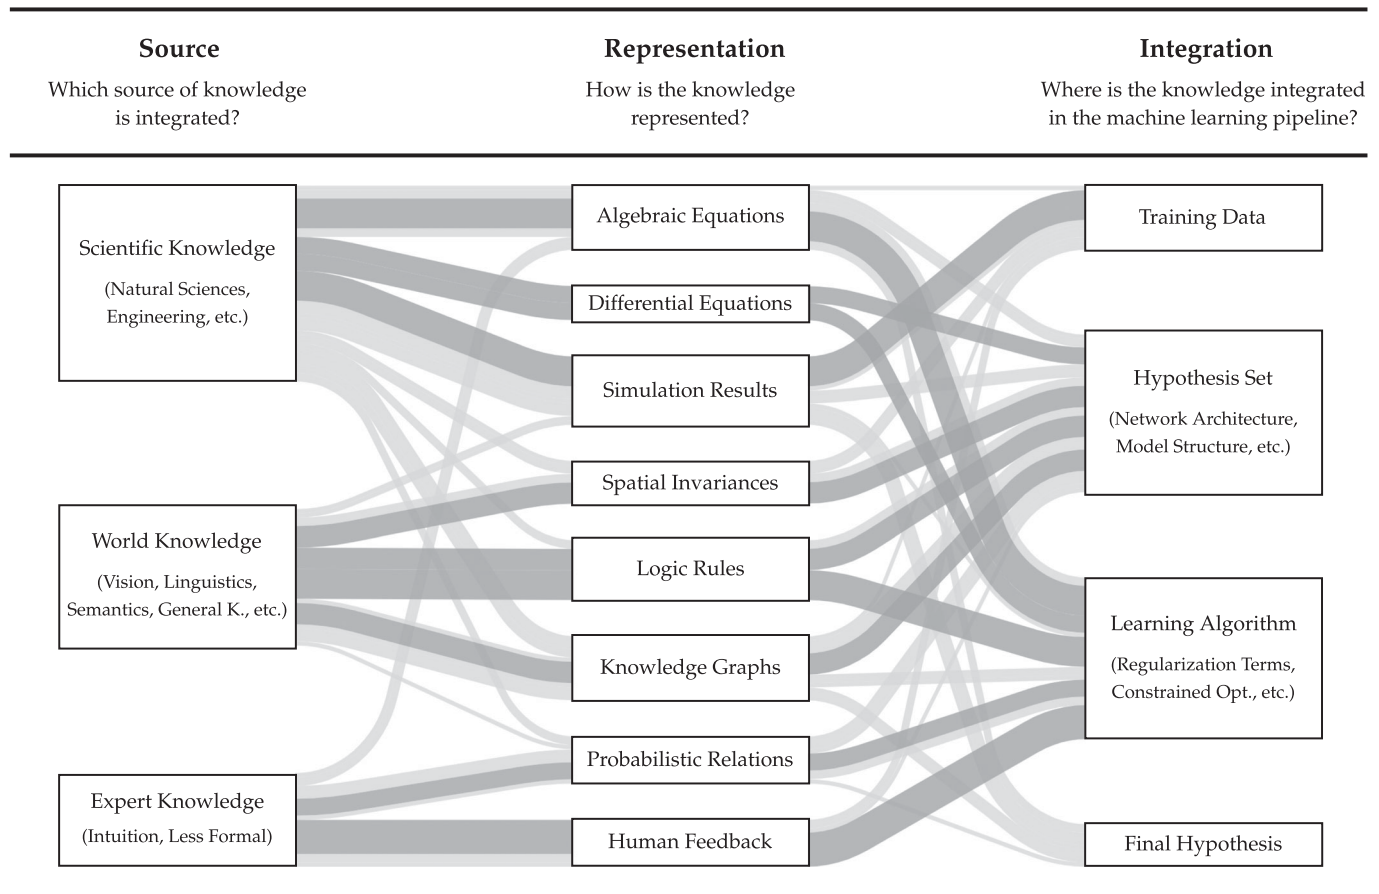 Source
Which source of knowledge
is integrated?
Representation
How is the knowledge
represented?
Integration
Where is the knowledge integrated
in the machine learning pipeline?
Scientific Knowledge
(Natural Sciences,
Engineering, etc.)
World Knowledge
(Vision, Linguistics,
Semantics, General K., etc.)
Expert Knowledge
(Intuition, Less Formal)
Algebraic Equations
Differential Equations
Simulation Results
Spatial Invariances
Logic Rules
Knowledge Graphs
Probabilistic Relations
Human Feedback
Training Data
Hypothesis Set
(Network Architecture,
Model Structure, etc.)
Learning Algorithm
(Regularization Terms,
Constrained Opt., etc.)
Final Hypothesis